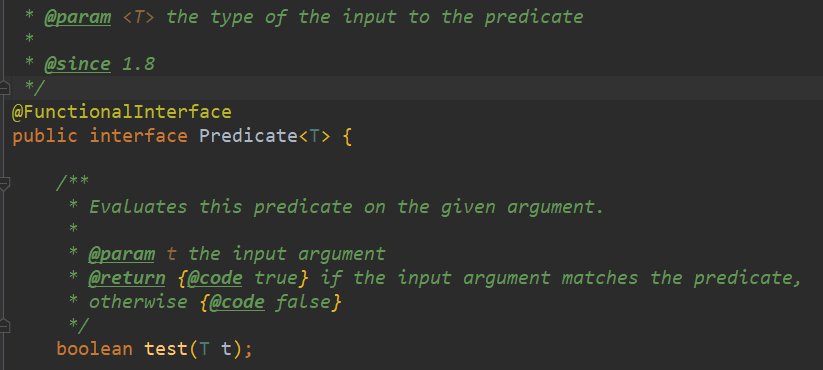 * @param <T> the type of the input to the predicate
*
* @since 1.8
*/
@FunctionalInterface
public interface Predicate<T> {
/**
* Evaluates this predicate on the given argument.
*
* @param t the input argument
* @return {@code true} if the input argument matches the predicate,
* otherwise {@code false}
*/
boolean test(T t);